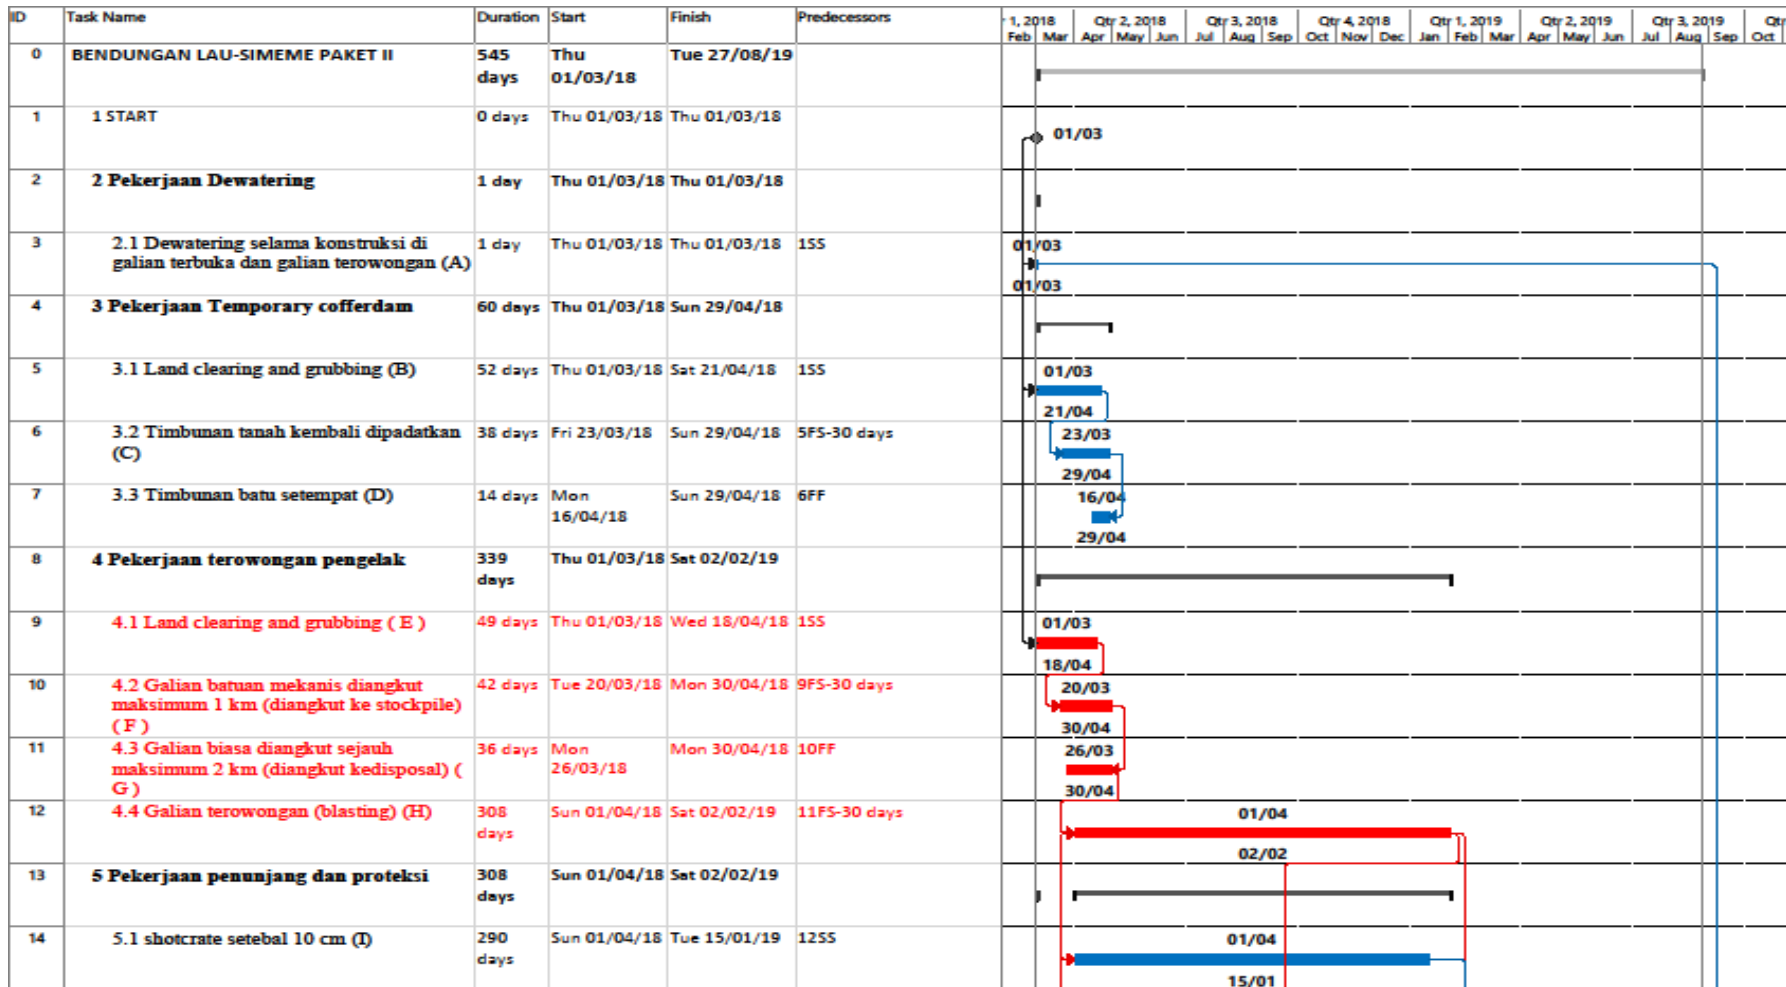 ID Task Name Duration Start Finish Predecessors 1, 2018 Qtr 2, 2018 Qtr 3, 2018 Qtr 4, 2018 Qtr 1, 2019 Qtr 2, 2019 Qtr 3, 2019 Qtr
Feb Mar Apr May Jun Jul Aug Sep Oct Nov Dec Jan Feb Mar Apr May Jun Jul Aug Sep Oct
0 BENDUNGAN LAU-SIMEME PAKET II 545 Thu Tue 27/08/19
days 01/03/18
1 1 START 0 days Thu 01/03/18 Thu 01/03/18
01/03
2 2 Pekerjaan Dewatering 1 day Thu 01/03/18 Thu 01/03/18
3 2.1 Dewatering selama konstruksi di 1 day Thu 01/03/18 Thu 01/03/18 1SS 01/03
galian terbuka dan galian terowongan (A)
01/03
4 3 Pekerjaan Temporary cofferdam 60 days Thu 01/03/18 Sun 29/04/18
5 3.1 Land clearing and grubbing (B) 52 days Thu 01/03/18 Sat 21/04/18 1SS 01/03
21/04
6 3.2 Timbunan tanah kembali dipadatkan 38 days Fri 23/03/18 Sun 29/04/18 5FS-30 days 23/03
(C)
29/04
7 3.3 Timbunan batu setempat (D) 14 days Mon Sun 29/04/18 6FF 16/04
16/04/18
29/04
8 4 Pekerjaan terowongan pengelak 339 Thu 01/03/18 Sat 02/02/19
days
9 4.1 Land clearing and grubbing ( E ) 49 days Thu 01/03/18 Wed 18/04/18 1SS 01/03
18/04
10 4.2 Galian batuan mekanis diangkut 42 days Tue 20/03/18 Mon 30/04/18 9FS-30 days 20/03
maksimum 1 km (diangkut ke stockpile)
( F )
30/04
11 4.3 Galian biasa diangkut sejauh 36 days Mon Mon 30/04/18 10FF 26/03
maksimum 2 km (diangkut kedisposal) ( 26/03/18
G )
30/04
12 4.4 Galian terowongan (blasting) (H) 308 Sun 01/04/18 Sat 02/02/19 11FS-30 days 01/04
days
02/02
13 5 Pekerjaan penunjang dan proteksi 308 Sun 01/04/18 Sat 02/02/19
days
14 5.1 shotcrate setebal 10 cm (I) 290 Sun 01/04/18 Tue 15/01/19 12SS 01/04
days
15/01